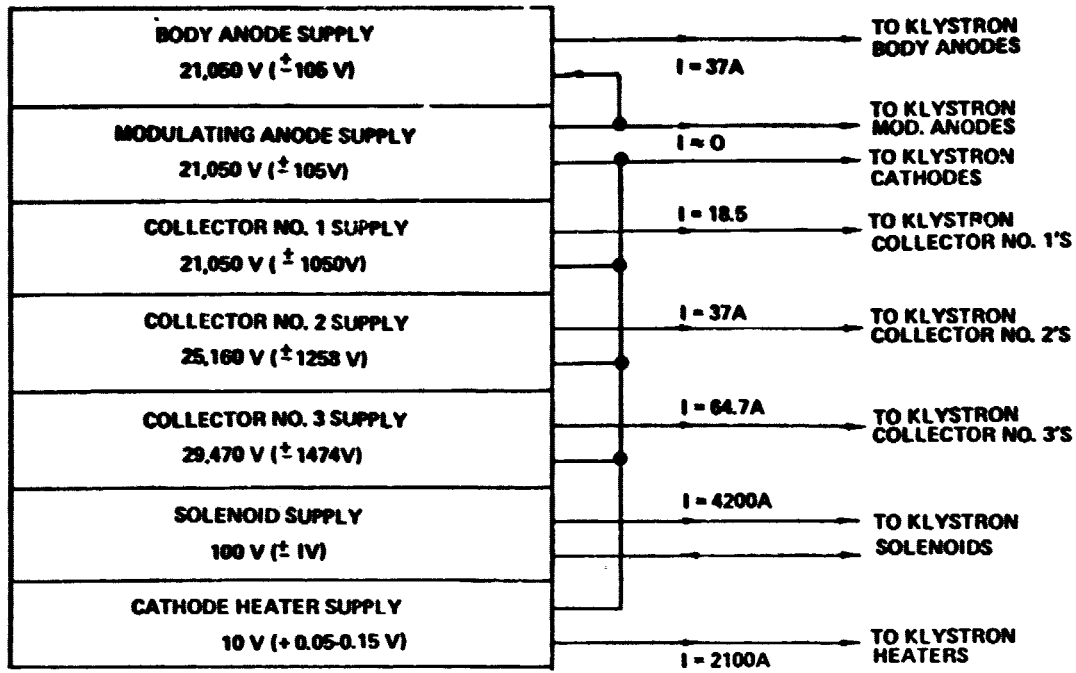 BODY ANODE SUPPLY
21,050 V (± 105 V)
MODULATING ANODE SUPPLY
21,050 V (± 105V)
COLLECTOR NO. 1 SUPPLY
21,050 V (± 1050V)
COLLECTOR NO. 2 SUPPLY
25,160 V (± 1258 V)
COLLECTOR NO. 3 SUPPLY
29,470 V (± 1474V)
SOLENOID SUPPLY
100 V (± IV)
CATHODE HEATER SUPPLY
10 V (+ 0.05-0.15 V)
TO KLYSTRON
BODY ANODES
I = 37A
TO KLYSTRON
MOD. ANODES
I ≈ O
TO KLYSTRON
CATHODES
I = 18.5
TO KLYSTRON
COLLECTOR NO. 1'S
I = 37A
TO KLYSTRON
COLLECTOR NO. 2'S
I = 64.7A
TO KLYSTRON
COLLECTOR NO. 3'S
I = 4200A
TO KLYSTRON
SOLENOIDS
TO KLYSTRON
HEATERS
I = 2100A